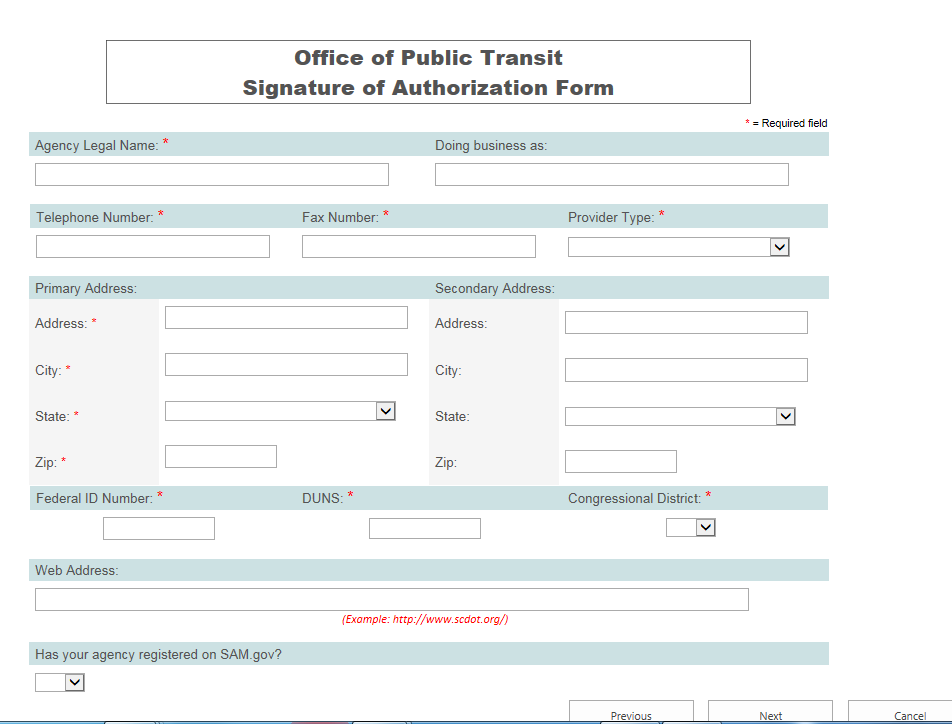 Office of Public Transit
Signature of Authorization Form
* = Required field
Agency Legal Name: * Doing business as:
Telephone Number: * Fax Number: * Provider Type: *
Primary Address: Secondary Address:
Address: * Address:
City: * City:
State: * State:
Zip: * Zip:
Federal ID Number: * DUNS: * Congressional District: *
Web Address:
(Example: http://www.scdot.org/)
Has your agency registered on SAM.gov?
Previous Next Cancel